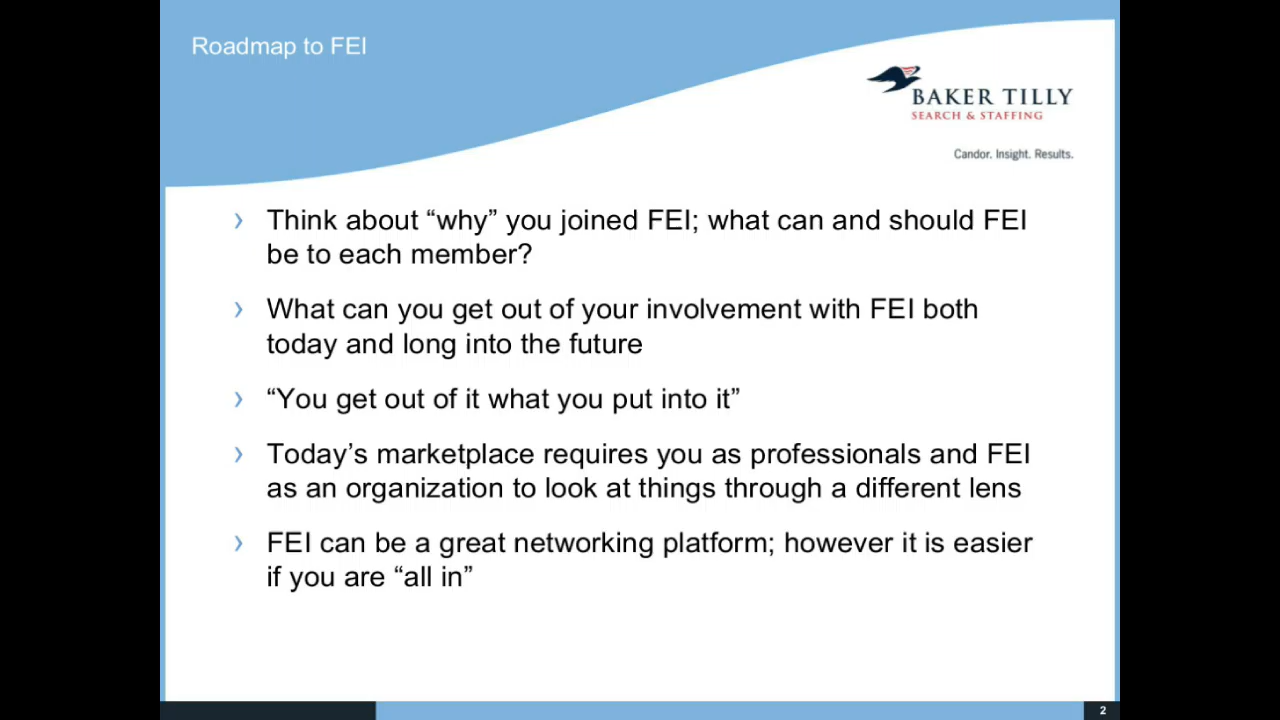 Roadmap to FEI
BAKER TILLY
SEARCH & STAFFING
Candor. Insight. Results.
› Think about “why” you joined FEI; what can and should FEI
be to each member?
› What can you get out of your involvement with FEI both
today and long into the future
› “You get out of it what you put into it”
› Today’s marketplace requires you as professionals and FEI
as an organization to look at things through a different lens
› FEI can be a great networking platform; however it is easier
if you are “all in”
2